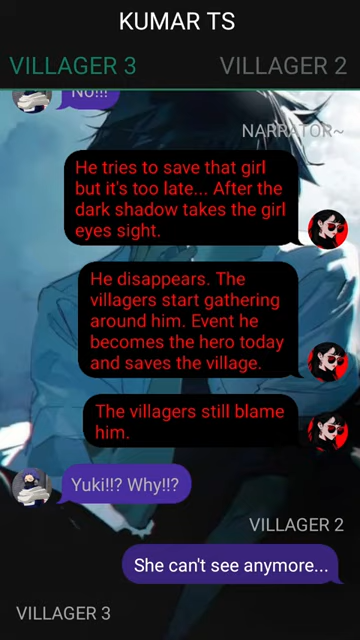 KUMAR TS
VILLAGER 3
VILLAGER 2
NO!!!
NARRATOR~
He tries to save that girl
but it's too late... After the
dark shadow takes the girl
eyes sight.
He disappears. The
villagers start gathering
around him. Event he
becomes the hero today
and saves the village.
The villagers still blame
him.
Yuki!!? Why!!?
VILLAGER 2
She can't see anymore...
VILLAGER 3